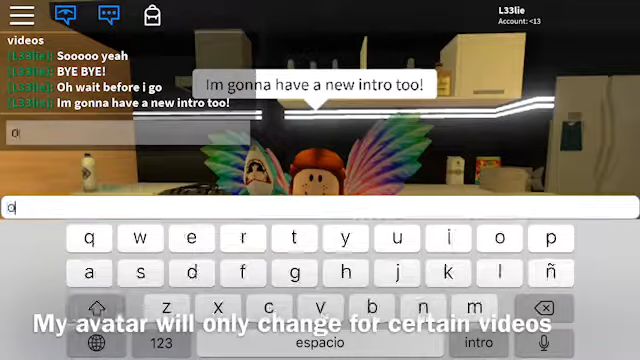 L33lie
Account: <13
videos
[L33lie]: Sooooo yeah
[L33lie]: BYE BYE!
[L33lie]: Oh wait before i go
[L33lie]: Im gonna have a new intro too!
Im gonna have a new intro too!
q w e r t y u i o p
a s d f g h j k l ñ
z x c v b n m
My avatar will only change for certain videos
123 espacio intro